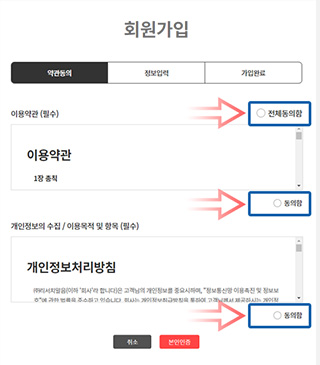 회원가입
약관동의 정보입력 가입완료
이용약관 (필수) 전체동의함
이용약관
1장 총칙
동의함
개인정보의 수집 / 이용목적 및 항목 (필수)
개인정보처리방침
㈜리서치말음(이하 '회사'라 합니다)은 고객님의 개인정보를 중요시하며, "정보통신망 이용촉진 및 정보보
호"에 관한 법률을 준수하고 있습니다. 회사는 개인정보취급방침을 통하여 고객님께서 제공하시는 개인정
동의함
취소 본인인증